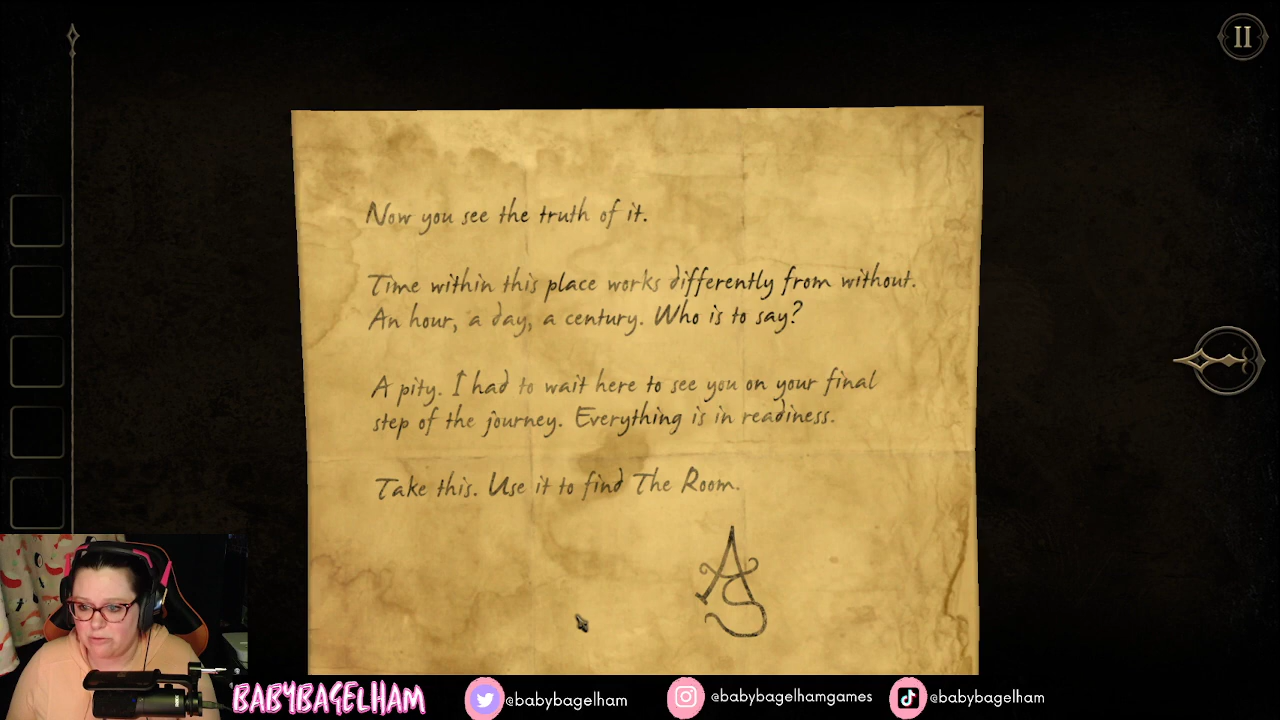 Now you see the truth of it.
Time within this place works differently from without.
An hour, a day, a century. Who is to say?
A pity. I had to wait here to see you on your final
step of the journey. Everything is in readiness.
Take this. Use it to find The Room.
AS
BABYBAGELHAM
@babybagelham
@babybagelhamgames
@babybagelham